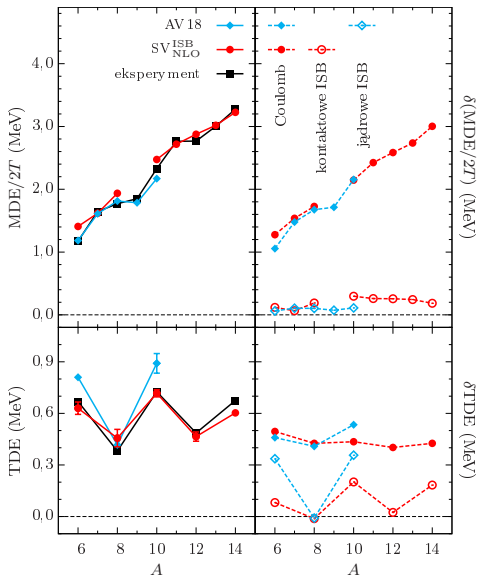 AV18
SV ISB NLO
eksperyment
Coulomb
kontaktowe ISB
jądrowe ISB
MDE/2T (MeV)
4,0
3,0
2,0
1,0
0,0
δ(MDE/2T) (MeV)
TDE (MeV)
0,9
0,6
0,3
0,0
δTDE (MeV)
6 8 10 12 14 6 8 10 12 14
A A